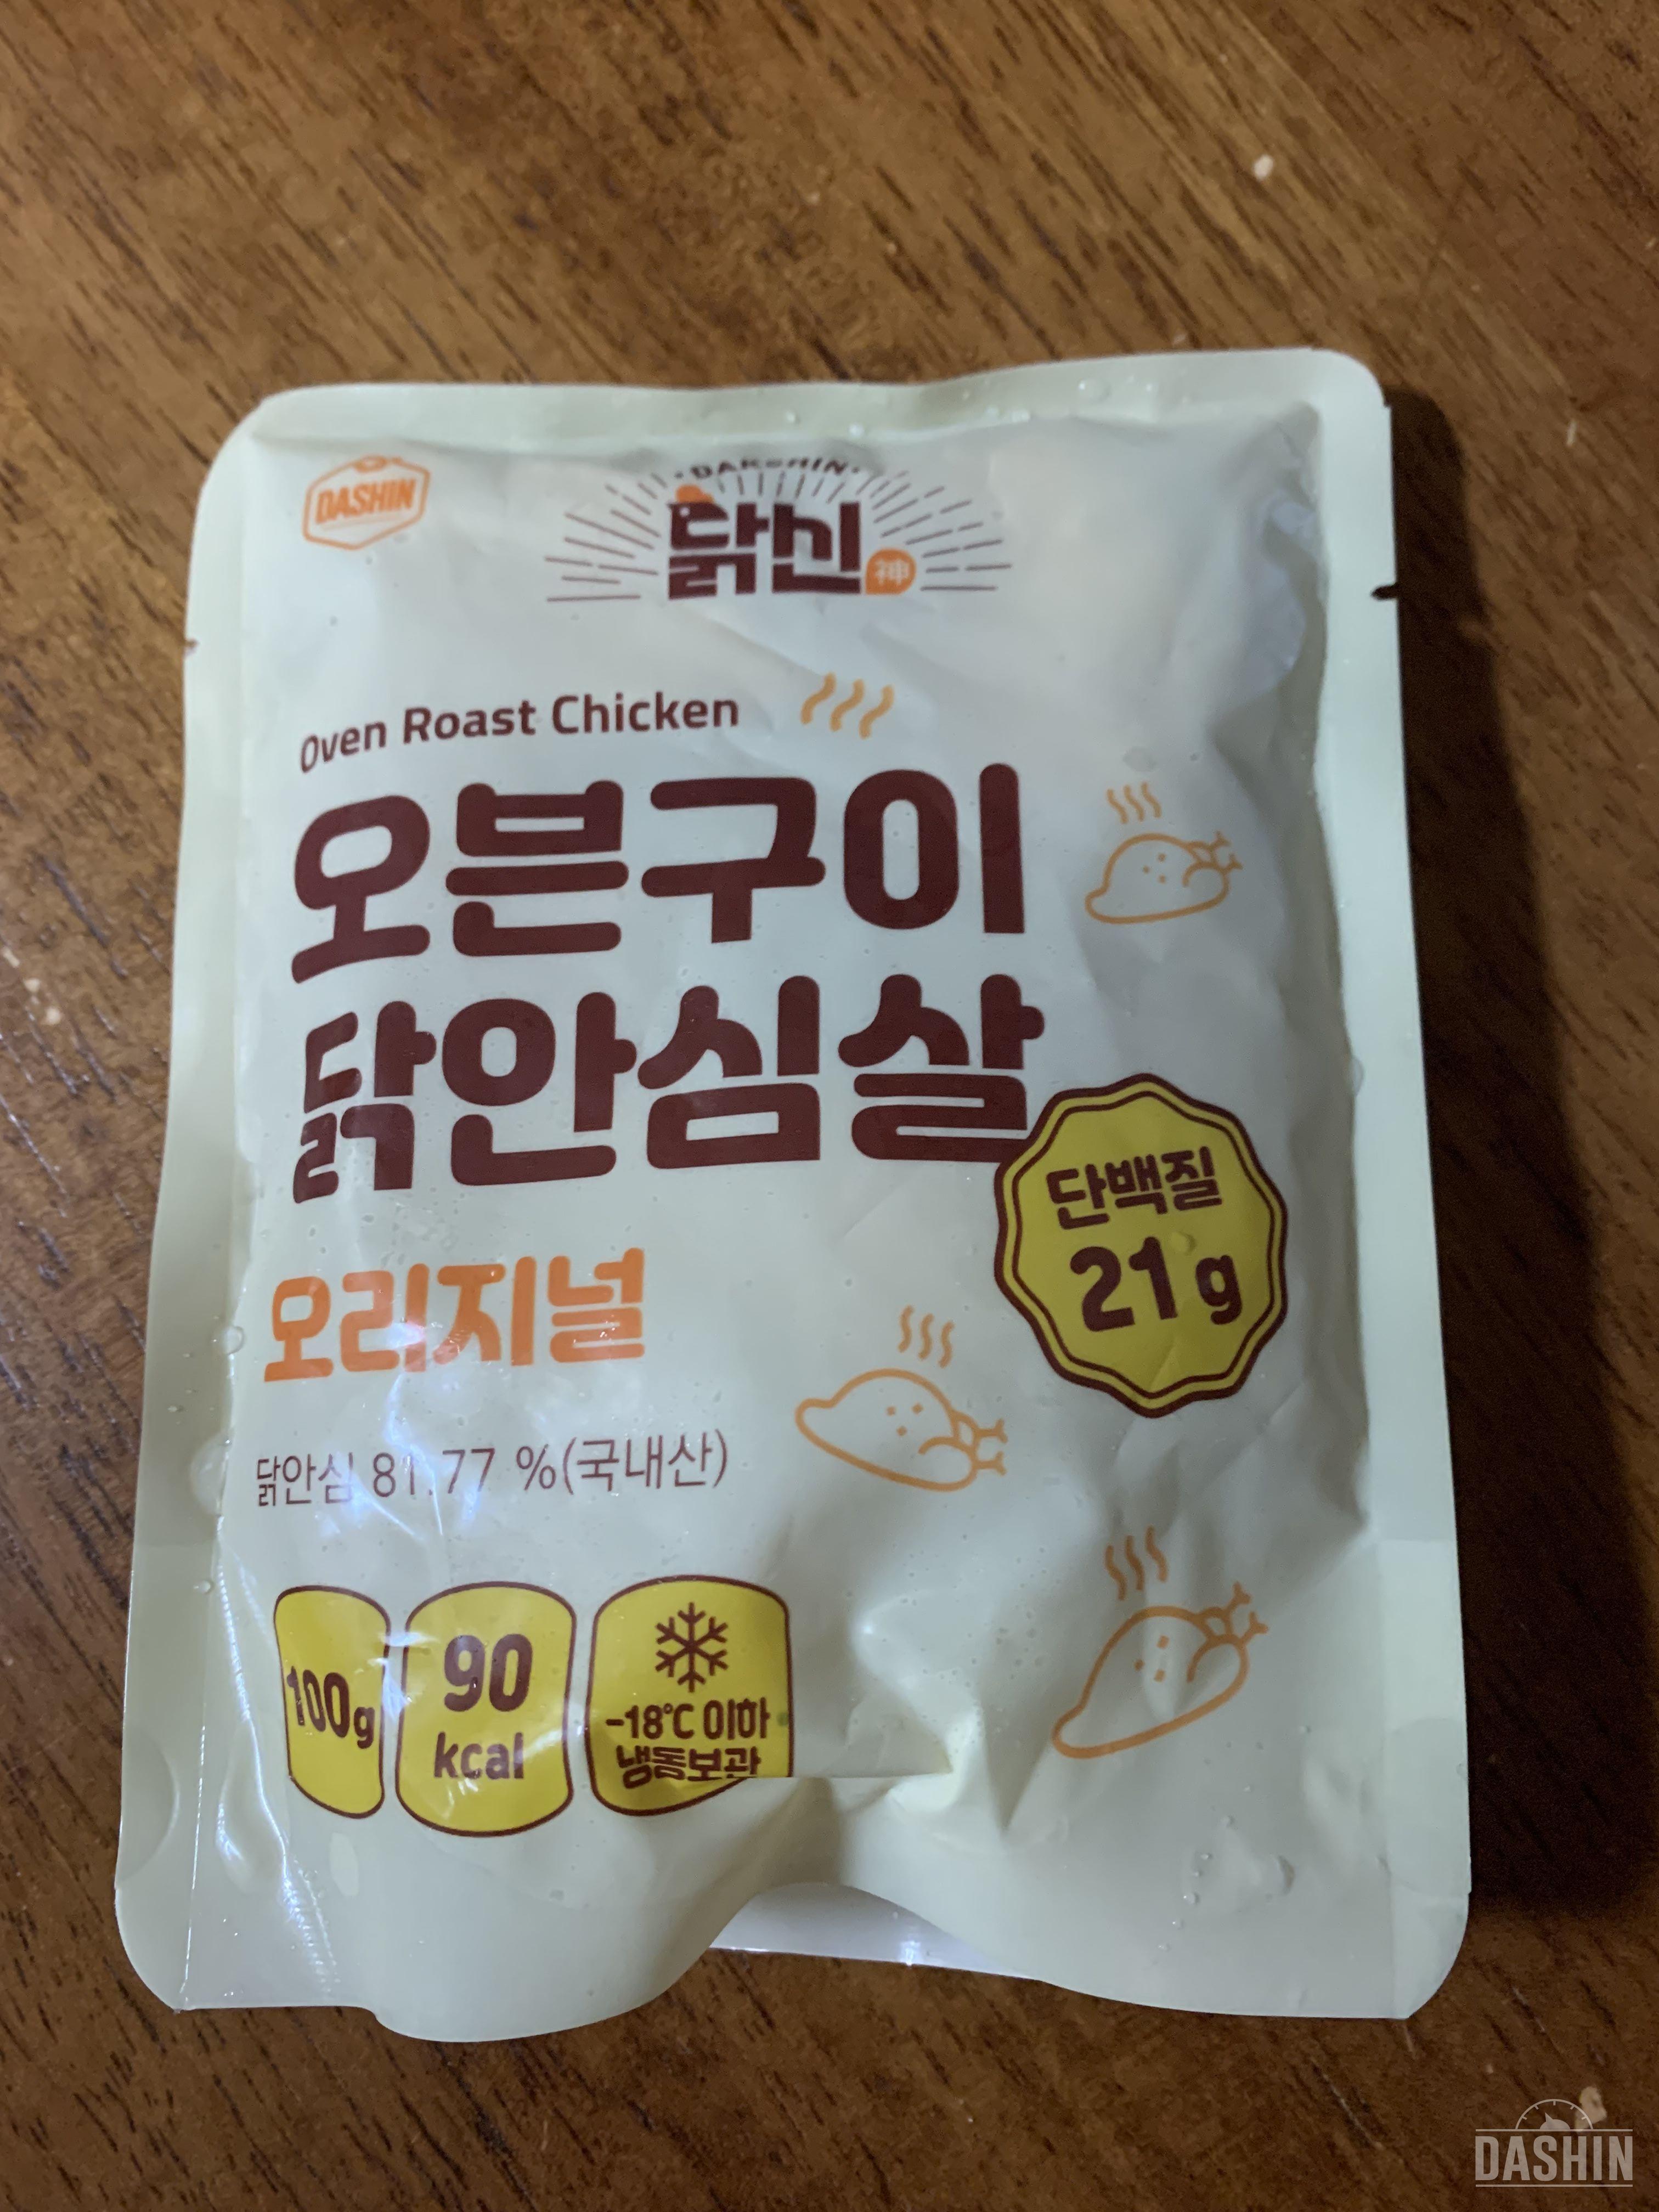 DASHIN
DAKSHIN
닭신
神
Oven Roast Chicken
오븐구이
닭안심살
단백질
21g
오리지널
닭안심 81.77 %(국내산)
100g
90
kcal
-18℃ 이하
냉동보관
DASHIN